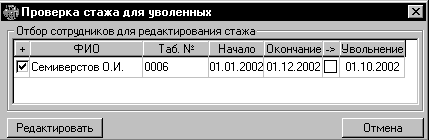 Проверка стажа для уволенных
Отбор сотрудников для редактирования стажа
+ ФИО Таб. № Начало Окончание -> Увольнение
Семиверстов О.И. 0006 01.01.2002 01.12.2002 01.10.2002
Редактировать Отмена